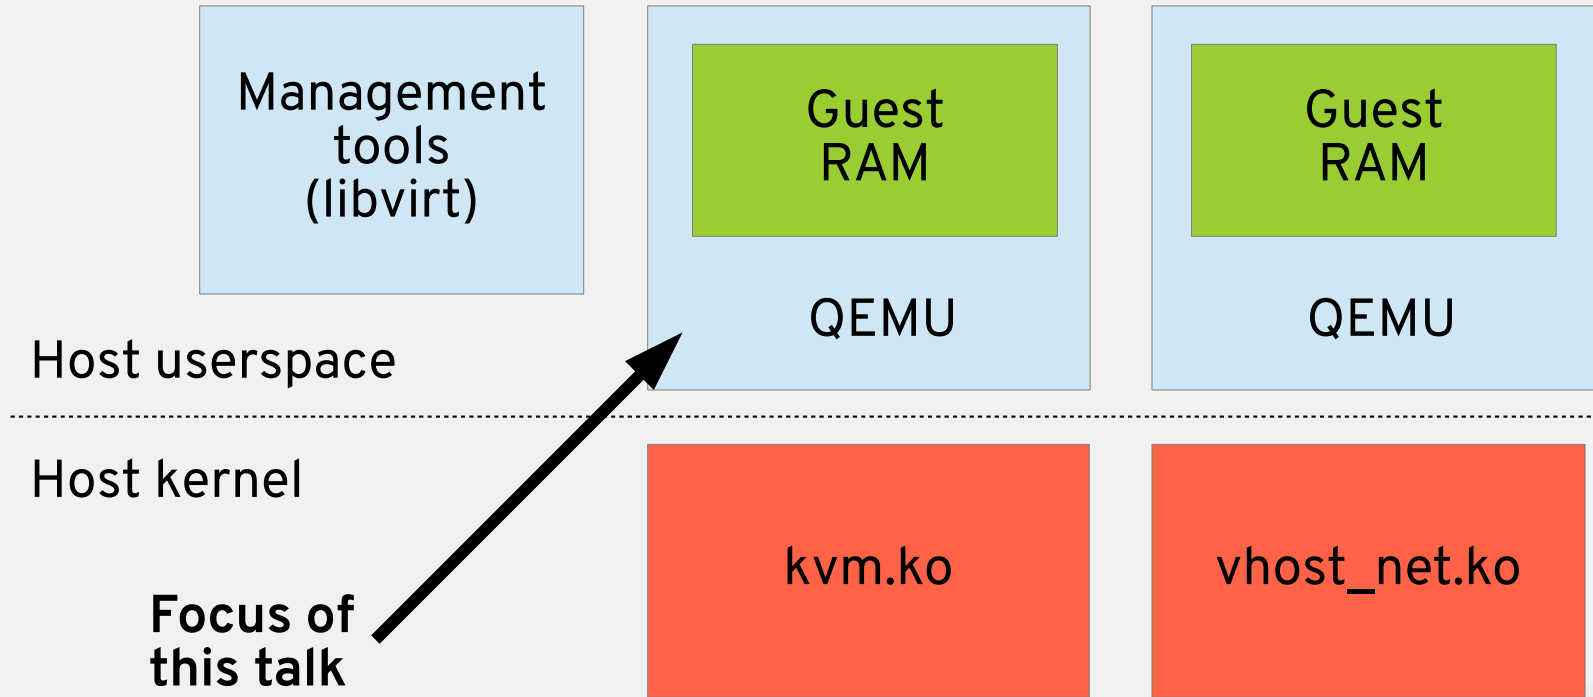 Management
tools
(libvirt)
Guest
RAM
QEMU
Guest
RAM
QEMU
Host userspace
Host kernel
kvm.ko
vhost_net.ko
Focus of
this talk